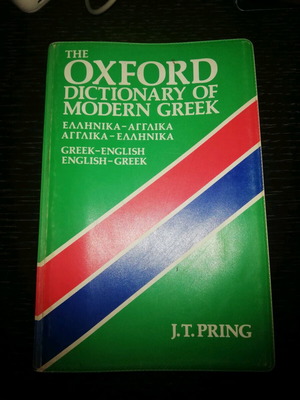 THE
OXFORD
DICTIONARY OF
MODERN GREEK
ΕΛΛΗΝΙΚΑ–ΑΓΓΛΙΚΑ
ΑΓΓΛΙΚΑ–ΕΛΛΗΝΙΚΑ
GREEK–ENGLISH
ENGLISH–GREEK
J.T. PRING